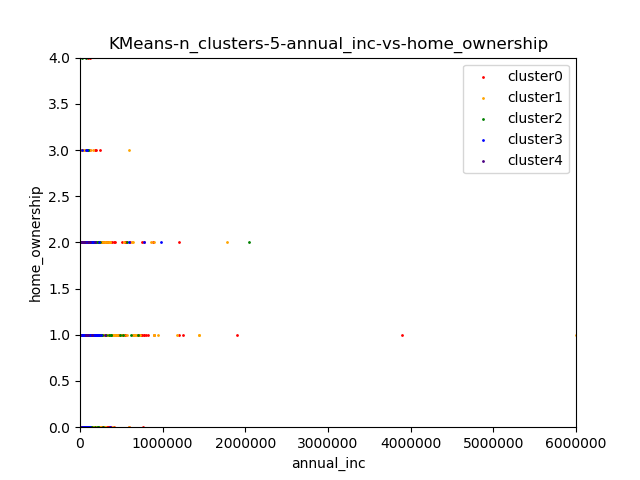 KMeans-n_clusters-5-annual_inc-vs-home_ownership
4.0
3.5
3.0
2.5
2.0
1.5
1.0
0.5
0.0
home_ownership
cluster0
cluster1
cluster2
cluster3
cluster4
0 1000000 2000000 3000000 4000000 5000000 6000000
annual_inc